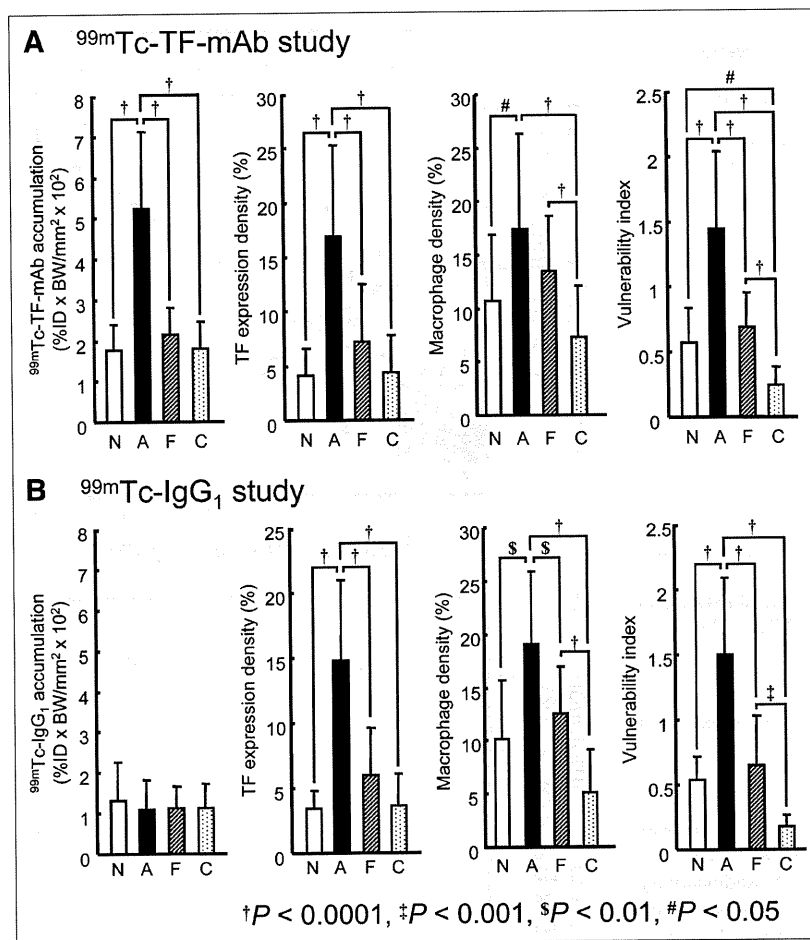 A 99mTc-TF-mAb study
99mTc-TF-mAb accumulation
(%ID x BW/mm² x 10²)
8
7
6
5
4
3
2
1
0
N A F C
TF expression density (%)
30
25
20
15
10
5
0
N A F C
Macrophage density (%)
30
25
20
15
10
5
0
N A F C
Vulnerability index
2.5
2
1.5
1
0.5
0
N A F C
† † †
† † †
# † †
# † † † †
B 99mTc-IgG₁ study
99mTc-IgG₁ accumulation
(%ID x BW/mm² x 10²)
8
7
6
5
4
3
2
1
0
N A F C
TF expression density (%)
25
20
15
10
5
0
N A F C
Macrophage density (%)
30
25
20
15
10
5
0
N A F C
Vulnerability index
2.5
2
1.5
1
0.5
0
N A F C
† † †
$ $ † †
† † † ‡
†P < 0.0001, ‡P < 0.001, $P < 0.01, #P < 0.05